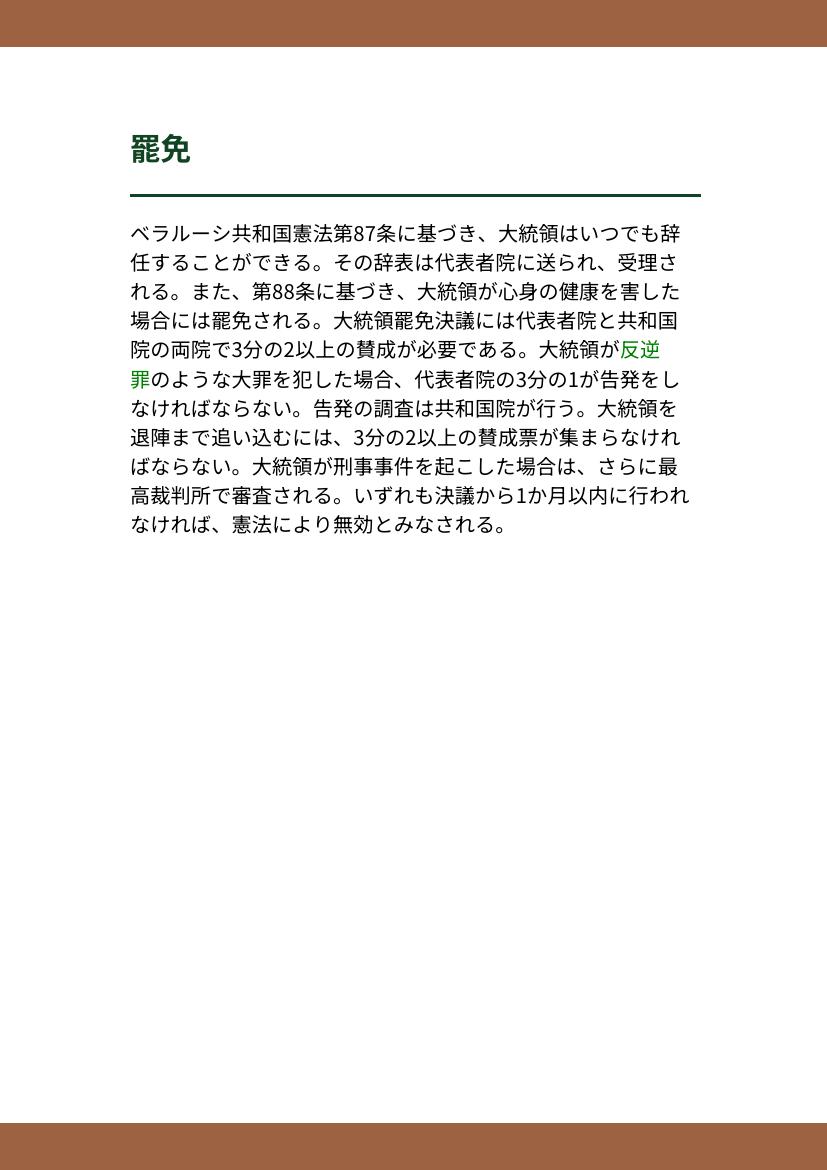 罷免
ベラルーシ共和国憲法第87条に基づき、大統領はいつでも辞
任することができる。その辞表は代表者院に送られ、受理さ
れる。また、第88条に基づき、大統領が心身の健康を害した
場合には罷免される。大統領罷免決議には代表者院と共和国
院の両院で3分の2以上の賛成が必要である。大統領が反逆
罪のような大罪を犯した場合、代表者院の3分の1が告発をし
なければならない。告発の調査は共和国院が行う。大統領を
退陣まで追い込むには、3分の2以上の賛成票が集まらなけれ
ばならない。大統領が刑事事件を起こした場合は、さらに最
高裁判所で審査される。いずれも決議から1か月以内に行われ
なければ、憲法により無効とみなされる。